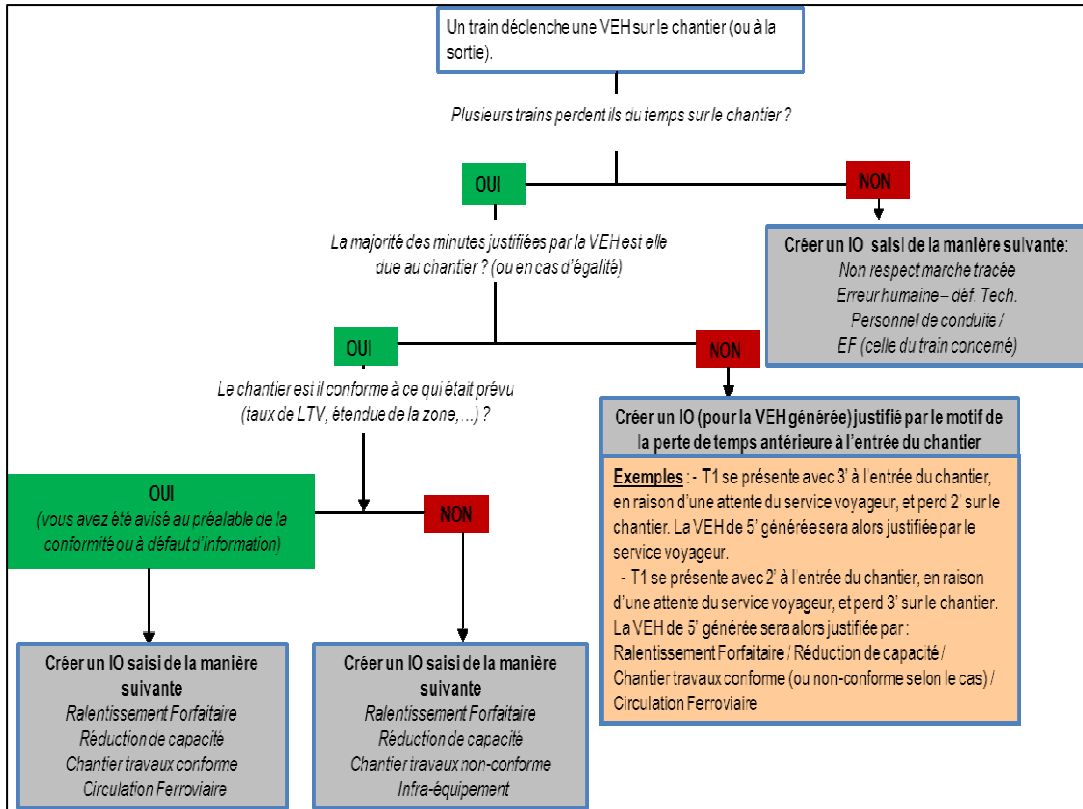 Un train déclenche une VEH sur le chantier (ou à la
sortie).
Plusieurs trains perdent ils du temps sur le chantier ?
OUI
NON
La majorité des minutes justifiées par la VEH est elle
due au chantier ? (ou en cas d'égalité)
Créer un IO saisi de la manière suivante:
Non respect marche tracée
Erreur humaine – déf. Tech.
Personnel de conduite /
EF (celle du train concerné)
OUI
NON
Le chantier est il conforme à ce qui était prévu
(taux de LTV, étendue de la zone, ...) ?
Créer un IO (pour la VEH générée) justifié par le motif de
la perte de temps antérieure à l'entrée du chantier
Exemples : - T1 se présente avec 3' à l'entrée du chantier,
en raison d'une attente du service voyageur, et perd 2' sur le
chantier. La VEH de 5' générée sera alors justifiée par le
service voyageur.
- T1 se présente avec 2' à l'entrée du chantier, en raison
d'une attente du service voyageur, et perd 3' sur le chantier.
La VEH de 5' générée sera alors justifiée par :
Ralentissement Forfaitaire / Réduction de capacité /
Chantier travaux conforme (ou non-conforme selon le cas) /
Circulation Ferroviaire
OUI
(vous avez été avisé au préalable de la
conformité ou à défaut d'information)
NON
Créer un IO saisi de la manière
suivante
Ralentissement Forfaitaire
Réduction de capacité
Chantier travaux conforme
Circulation Ferroviaire
Créer un IO saisi de la manière
suivante
Ralentissement Forfaitaire
Réduction de capacité
Chantier travaux non-conforme
Infra-équipement